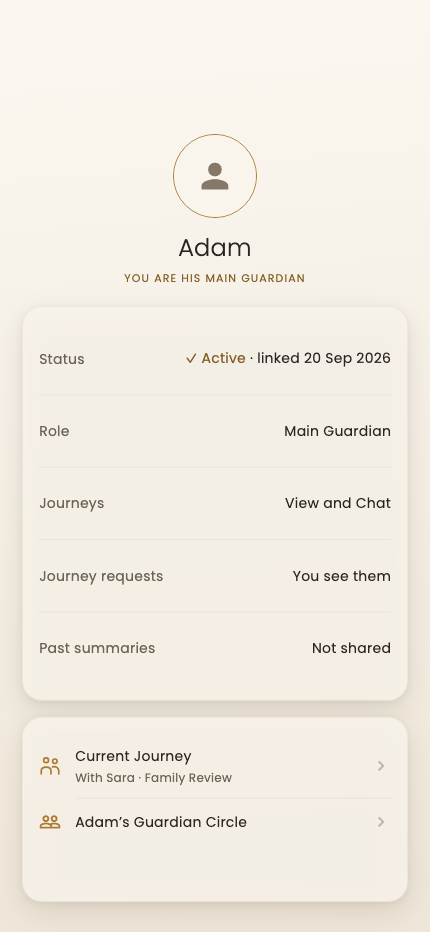 Adam
YOU ARE HIS MAIN GUARDIAN
Status ✓ Active · linked 20 Sep 2026
Role Main Guardian
Journeys View and Chat
Journey requests You see them
Past summaries Not shared
Current Journey
With Sara · Family Review
Adam’s Guardian Circle